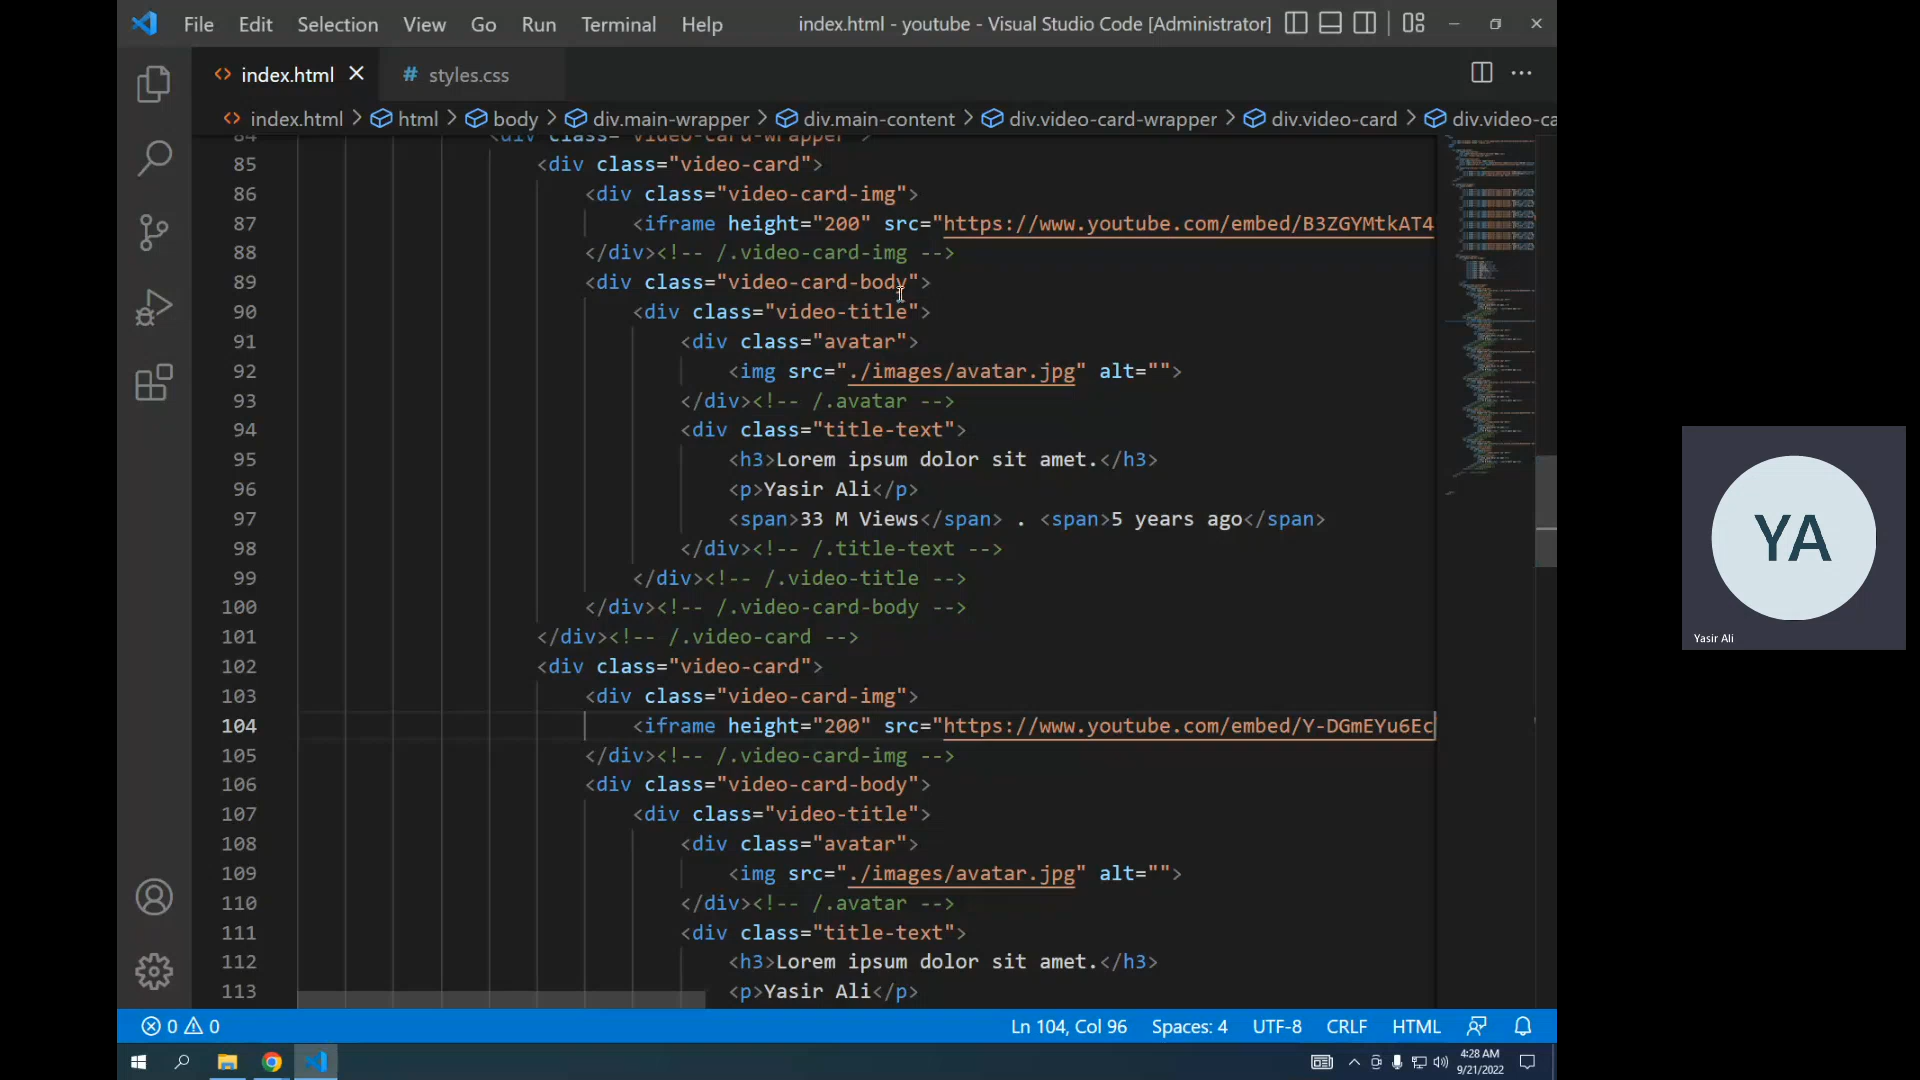 File Edit Selection View Go Run Terminal Help index.html - youtube - Visual Studio Code [Administrator]
index.html styles.css
index.html > html > body > div.main-wrapper > div.main-content > div.video-card-wrapper > div.video-card > div.video-ca
84 <div class="video-card-wrapper">
85 <div class="video-card">
86 <div class="video-card-img">
87 <iframe height="200" src="https://www.youtube.com/embed/B3ZGYMtkAT4
88 </div><!-- /.video-card-img -->
89 <div class="video-card-body">
90 <div class="video-title">
91 <div class="avatar">
92 <img src="./images/avatar.jpg" alt="">
93 </div><!-- /.avatar -->
94 <div class="title-text">
95 <h3>Lorem ipsum dolor sit amet.</h3>
96 <p>Yasir Ali</p>
97 <span>33 M Views</span> . <span>5 years ago</span>
98 </div><!-- /.title-text -->
99 </div><!-- /.video-title -->
100 </div><!-- /.video-card-body -->
101 </div><!-- /.video-card -->
102 <div class="video-card">
103 <div class="video-card-img">
104 <iframe height="200" src="https://www.youtube.com/embed/Y-DGmEYu6Ec
105 </div><!-- /.video-card-img -->
106 <div class="video-card-body">
107 <div class="video-title">
108 <div class="avatar">
109 <img src="./images/avatar.jpg" alt="">
110 </div><!-- /.avatar -->
111 <div class="title-text">
112 <h3>Lorem ipsum dolor sit amet.</h3>
113 <p>Yasir Ali</p>
0 0 Ln 104, Col 96 Spaces: 4 UTF-8 CRLF HTML
4:28 AM
9/21/2022
YA
Yasir Ali